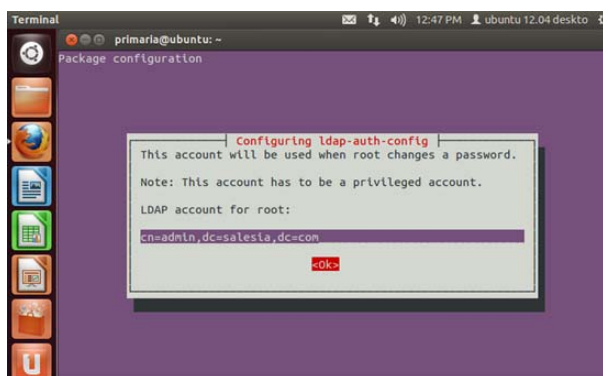 Terminal
12:47 PM ubuntu 12.04 deskto
primaria@ubuntu: ~
Package configuration
Configuring ldap-auth-config
This account will be used when root changes a password.
Note: This account has to be a privileged account.
LDAP account for root:
cn=admin,dc=salesia,dc=com
<Ok>